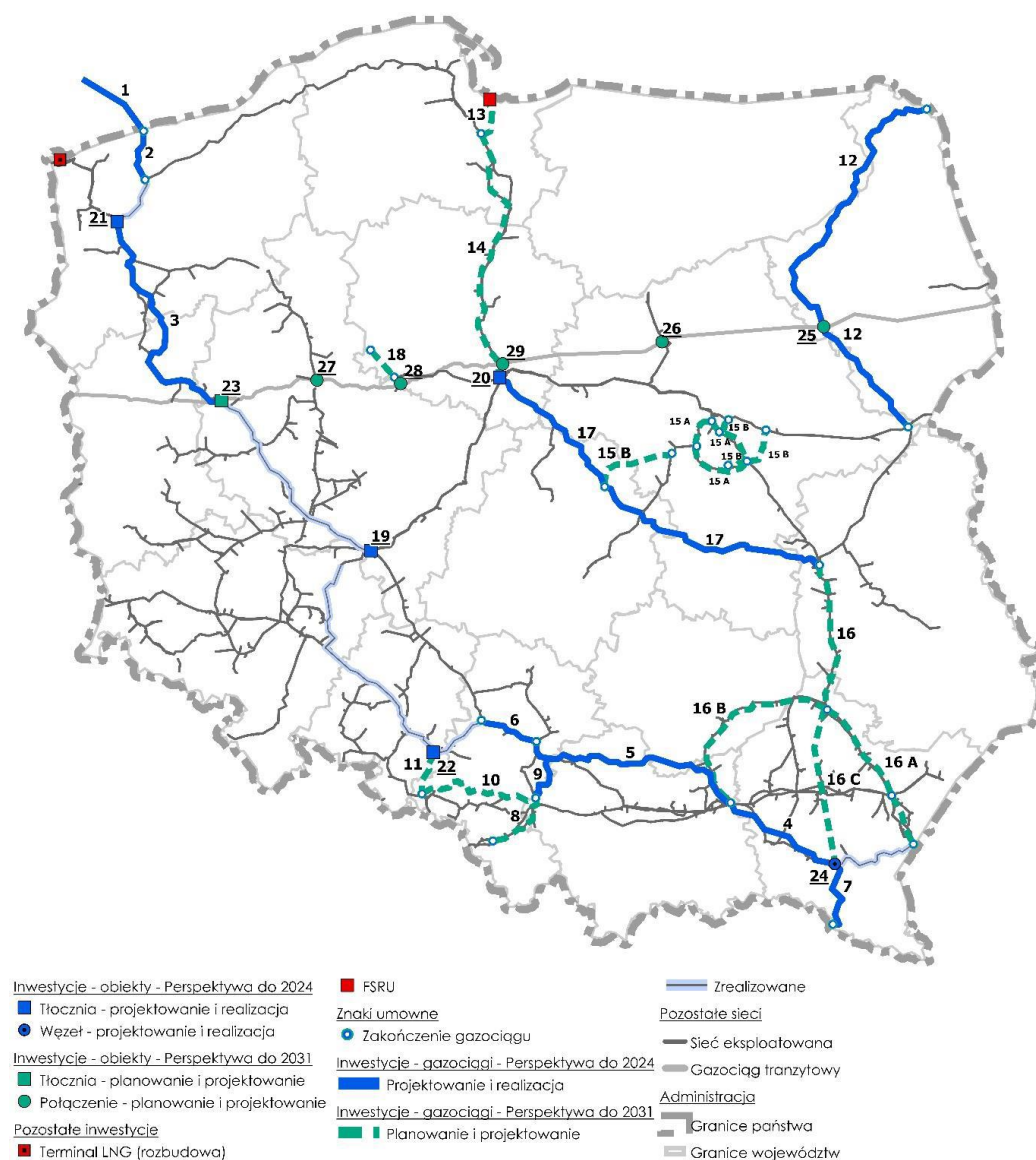 1
13
2
12
21
14
3
26
25
12
29
27
18
28
20
23
17
15 A
15 B
15 A
15 B
15 B
15 B
15 A
19
17
16
16 B
6
5
11
22
9
16 A
10
16 C
8
4
24
7
Inwestycje - obiekty - Perspektywa do 2024
Tłocznia - projektowanie i realizacja
Węzeł - projektowanie i realizacja
Inwestycje - obiekty - Perspektywa do 2031
Tłocznia - planowanie i projektowanie
Połączenie - planowanie i projektowanie
Pozostałe inwestycje
Terminal LNG (rozbudowa)
FSRU
Znaki umowne
Zakończenie gazociągu
Inwestycje - gazociągi - Perspektywa do 2024
Projektowanie i realizacja
Inwestycje - gazociągi - Perspektywa do 2031
Planowanie i projektowanie
Zrealizowane
Pozostałe sieci
Sieć eksploatowana
Gazociąg tranzytowy
Administracja
Granice państwa
Granice województw